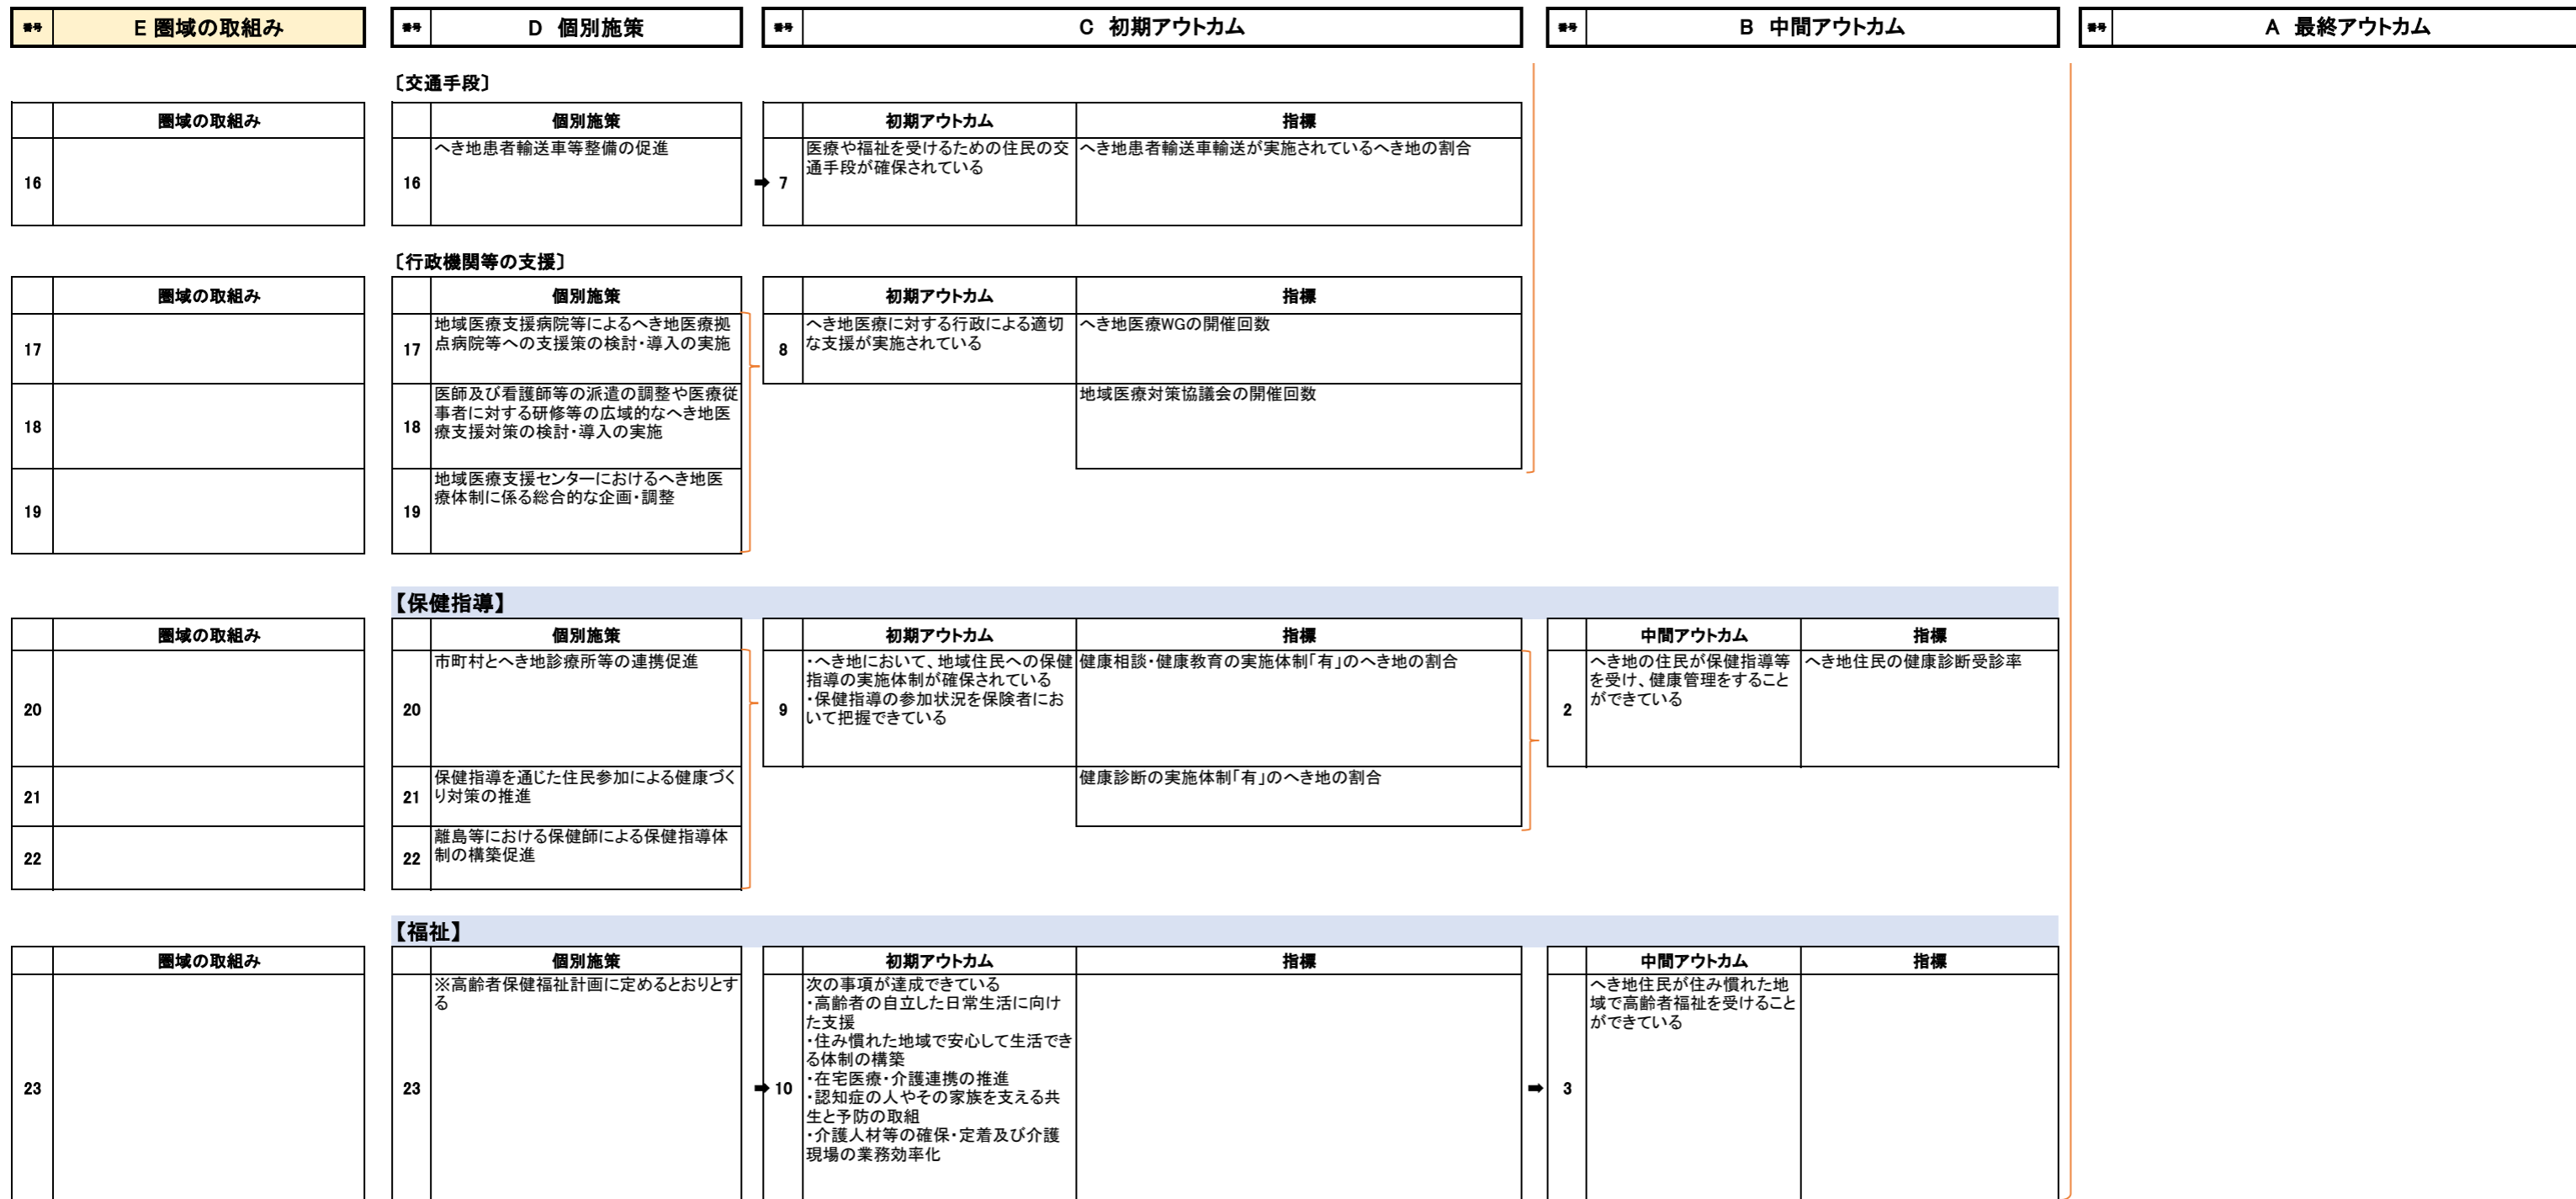 番号 E 圏域の取組み 番号 D 個別施策 番号 C 初期アウトカム 番号 B 中間アウトカム 番号 A 最終アウトカム
〔交通手段〕
圏域の取組み 個別施策 初期アウトカム 指標
16
16
へき地患者輸送車等整備の促進
➡ 7
医療や福祉を受けるための住民の交
通手段が確保されている
へき地患者輸送車輸送が実施されているへき地の割合
〔行政機関等の支援〕
圏域の取組み 個別施策 初期アウトカム 指標
17
17
地域医療支援病院等によるへき地医療拠
点病院等への支援策の検討・導入の実施
8
へき地医療に対する行政による適切
な支援が実施されている
へき地医療WGの開催回数
18
18
医師及び看護師等の派遣の調整や医療従
事者に対する研修等の広域的なへき地医
療支援対策の検討・導入の実施
地域医療対策協議会の開催回数
19
19
地域医療支援センターにおけるへき地医
療体制に係る総合的な企画・調整
【保健指導】
圏域の取組み 個別施策 初期アウトカム 指標 中間アウトカム 指標
20
20
市町村とへき地診療所等の連携促進
9
・へき地において、地域住民への保健
指導の実施体制が確保されている
・保健指導の参加状況を保険者にお
いて把握できている
健康相談・健康教育の実施体制「有」のへき地の割合
2
へき地の住民が保健指導等
を受け、健康管理をすること
ができている
へき地住民の健康診断受診率
21
21
保健指導を通じた住民参加による健康づく
り対策の推進
健康診断の実施体制「有」のへき地の割合
22
22
離島等における保健師による保健指導体
制の構築促進
【福祉】
圏域の取組み 個別施策 初期アウトカム 指標 中間アウトカム 指標
23
23
※高齢者保健福祉計画に定めるとおりとす
る
➡ 10
次の事項が達成できている
・高齢者の自立した日常生活に向け
た支援
・住み慣れた地域で安心して生活でき
る体制の構築
・在宅医療・介護連携の推進
・認知症の人やその家族を支える共
生と予防の取組
・介護人材等の確保・定着及び介護
現場の業務効率化
➡ 3
へき地住民が住み慣れた地
域で高齢者福祉を受けること
ができている